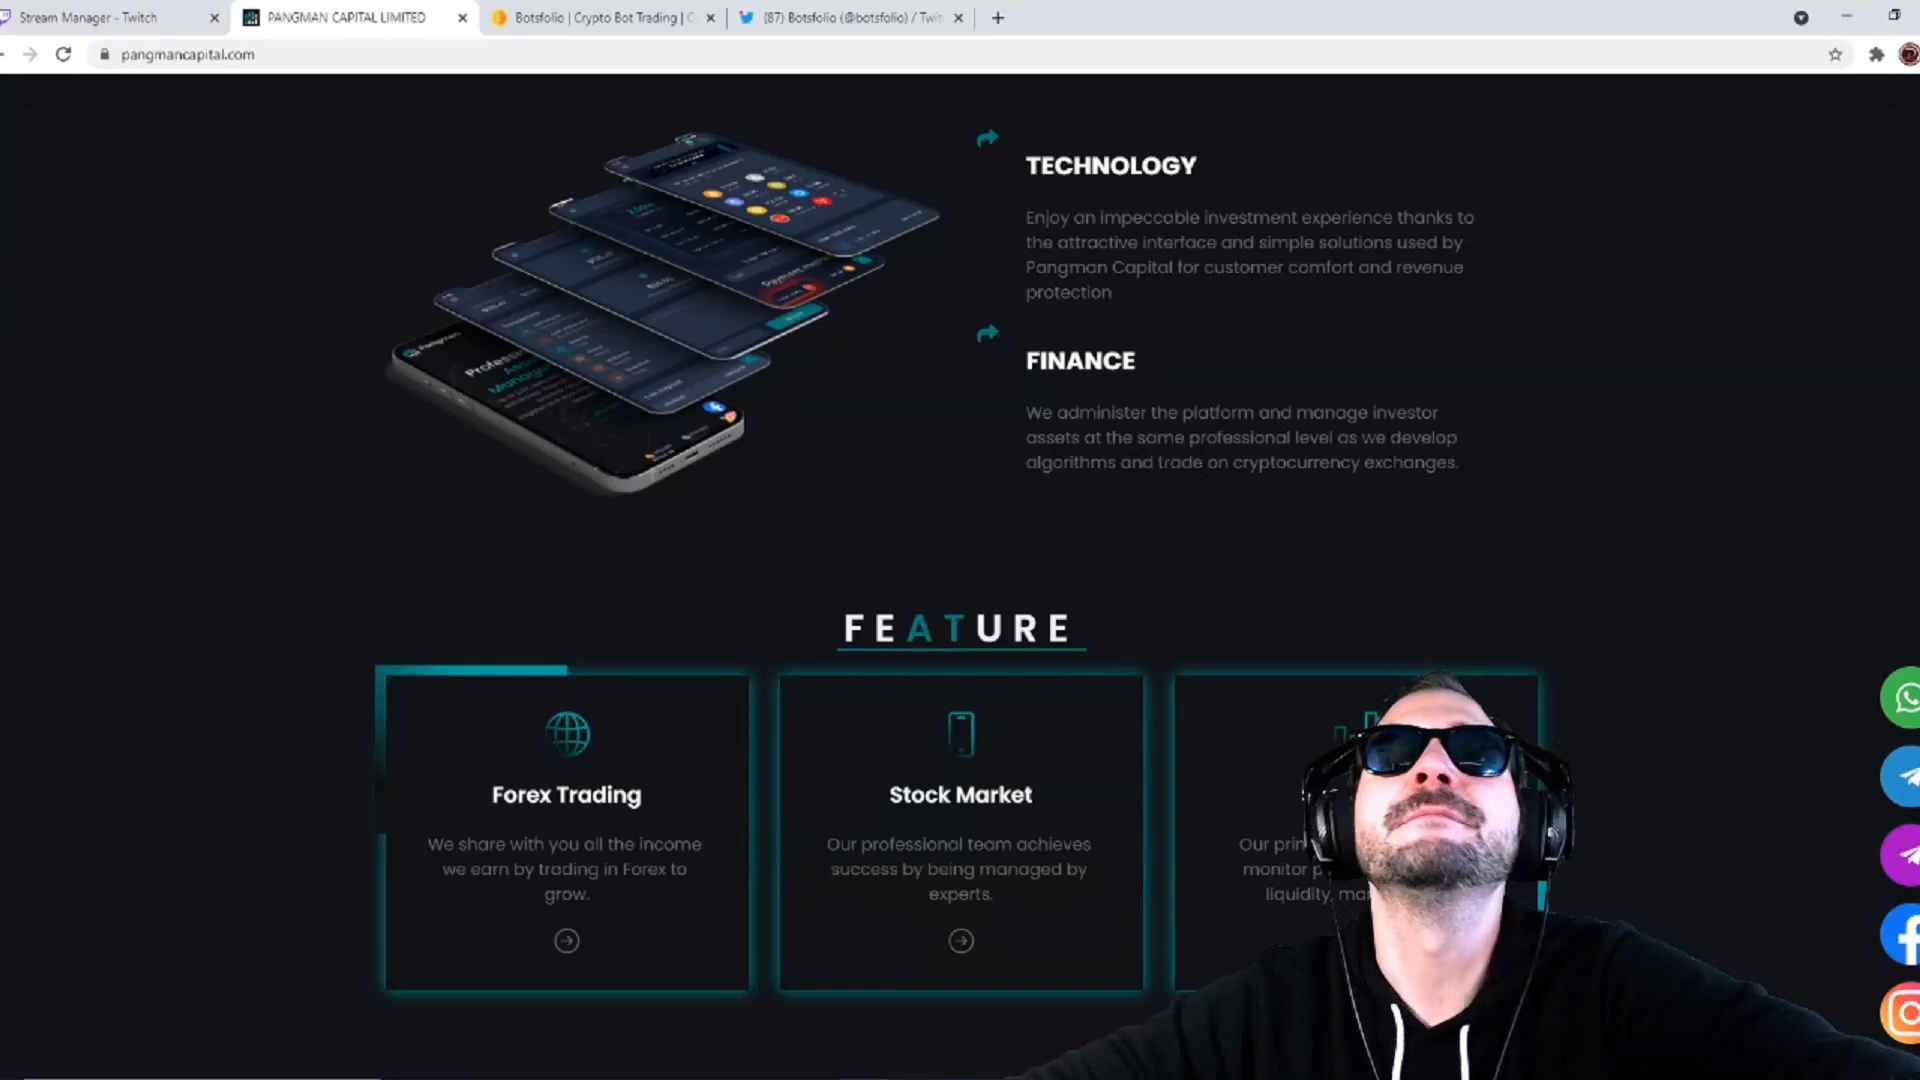 Stream Manager - Twitch
PANGMAN CAPITAL LIMITED
Botsfolio | Crypto Bot Trading |
(87) Botsfolio (@botsfolio) / Twit
pangmancapital.com
TECHNOLOGY
Enjoy an impeccable investment experience thanks to
the attractive interface and simple solutions used by
Pangman Capital for customer comfort and revenue
protection
FINANCE
We administer the platform and manage investor
assets at the same professional level as we develop
algorithms and trade on cryptocurrency exchanges.
FEATURE
Forex Trading
We share with you all the income
we earn by trading in Forex to
grow.
Stock Market
Our professional team achieves
success by being managed by
experts.
Our prin
monitor p
liquidity, ma